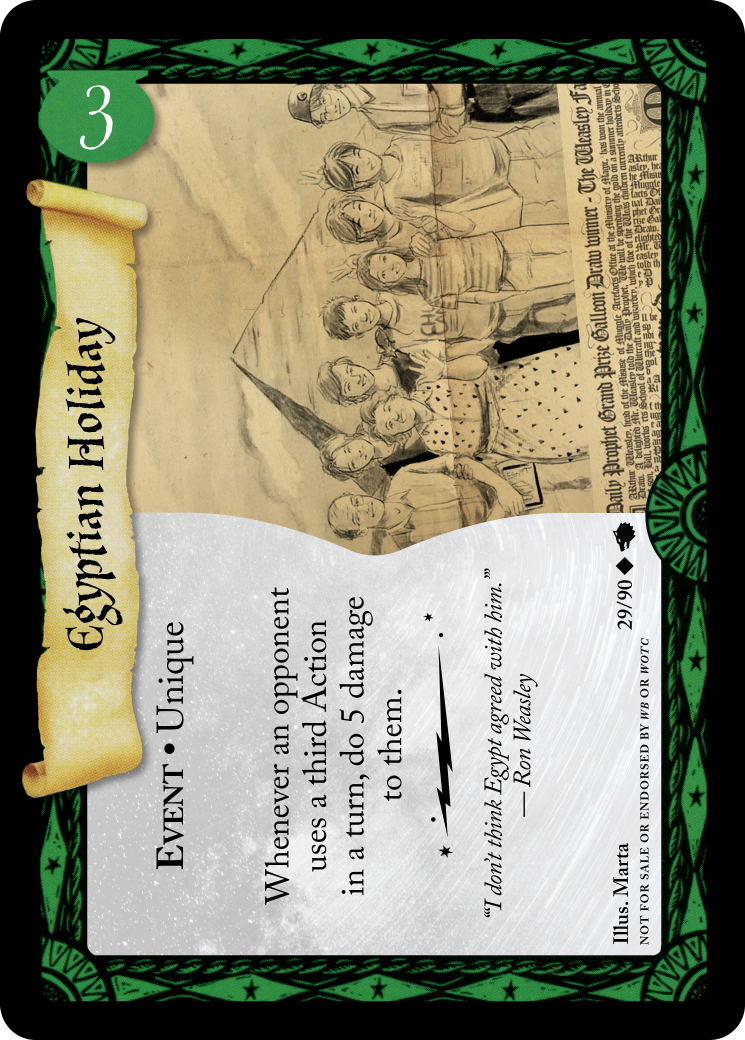 3
Egyptian Holiday
EVENT • Unique
Whenever an opponent
uses a third Action
in a turn, do 5 damage
to them.
“‘I don’t think Egypt agreed with him.’”
— Ron Weasley
Illus. Marta
29/90
NOT FOR SALE OR ENDORSED BY WB OR WOTC
Daily Prophet Grand Prize Galleon Draw winner - The Weasley Fa